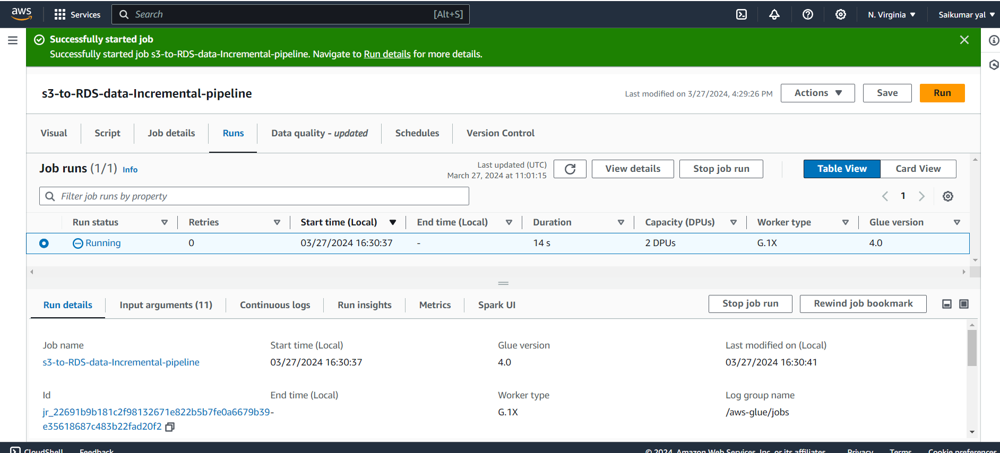 aws Services Search [Alt+S] N. Virginia Saikumar yal
Successfully started job
Successfully started job s3-to-RDS-data-Incremental-pipeline. Navigate to Run details for more details.
s3-to-RDS-data-Incremental-pipeline Last modified on 3/27/2024, 4:29:26 PM Actions Save Run
Visual Script Job details Runs Data quality - updated Schedules Version Control
Job runs (1/1) Info
Last updated (UTC)
March 27, 2024 at 11:01:15
View details Stop job run Table View Card View
Filter job runs by property 1
Run status Retries Start time (Local) End time (Local) Duration Capacity (DPUs) Worker type Glue version
Running 0 03/27/2024 16:30:37 - 14 s 2 DPUs G.1X 4.0
Run details Input arguments (11) Continuous logs Run insights Metrics Spark UI Stop job run Rewind job bookmark
Job name Start time (Local) Glue version Last modified on (Local)
s3-to-RDS-data-Incremental-pipeline 03/27/2024 16:30:37 4.0 03/27/2024 16:30:41
Id End time (Local) Worker type Log group name
jr_22691b9b181c2f98132671e822b5b7fe0a6679b39 - G.1X /aws-glue/jobs
e35618687c483b22fad20f2
CloudShell Feedback © 2024, Amazon Web Services, Inc. or its affiliates. Privacy Terms Cookie preferences